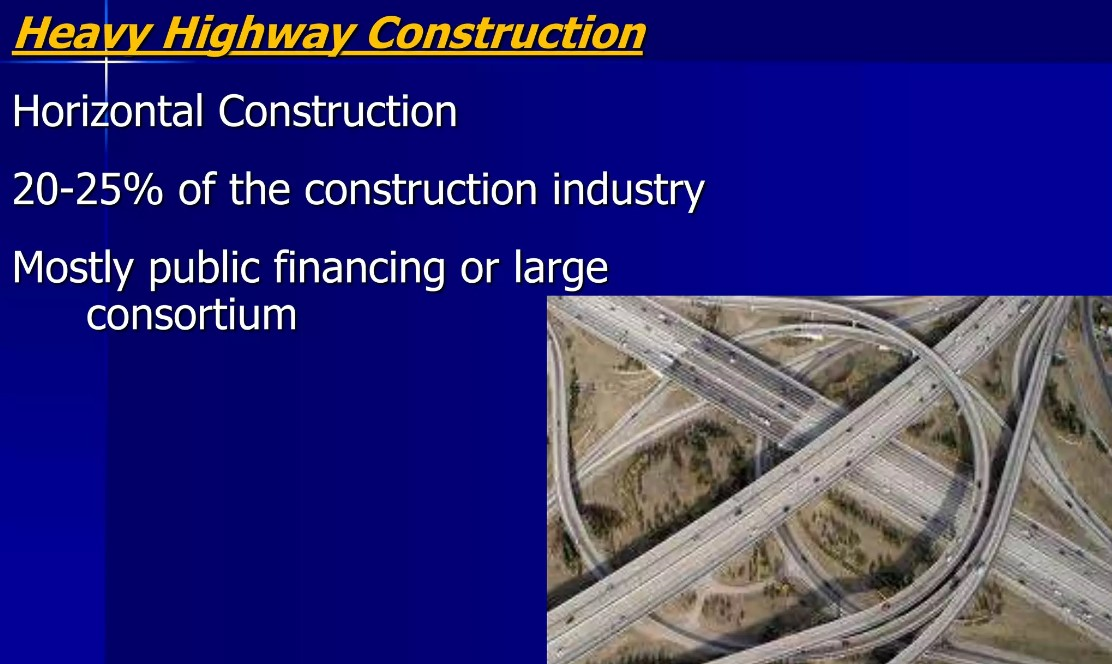 Heavy Highway Construction
Horizontal Construction
20-25% of the construction industry
Mostly public financing or large
consortium